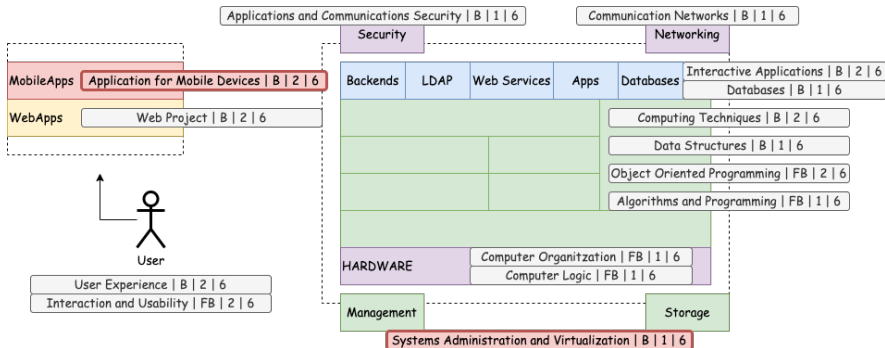 Applications and Communications Security | B | 1 | 6
Communication Networks | B | 1 | 6
Security
Networking
MobileApps
Application for Mobile Devices | B | 2 | 6
WebApps
Web Project | B | 2 | 6
Backends
LDAP
Web Services
Apps
Databases
Interactive Applications | B | 2 | 6
Databases | B | 1 | 6
Computing Techniques | B | 2 | 6
Data Structures | B | 1 | 6
Object Oriented Programming | FB | 2 | 6
Algorithms and Programming | FB | 1 | 6
User
User Experience | B | 2 | 6
Interaction and Usability | FB | 2 | 6
HARDWARE
Computer Organitzation | FB | 1 | 6
Computer Logic | FB | 1 | 6
Management
Storage
Systems Administration and Virtualization | B | 1 | 6